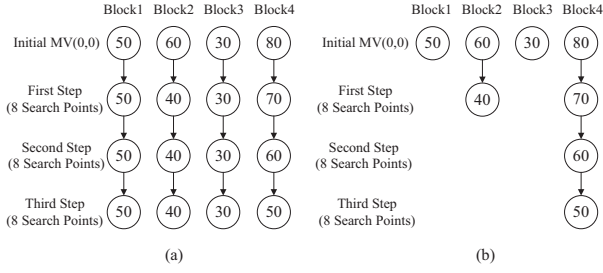 Block1 Block2 Block3 Block4
Initial MV(0,0) 50 60 30 80
First Step
(8 Search Points) 50 40 30 70
Second Step
(8 Search Points) 50 40 30 60
Third Step
(8 Search Points) 50 40 30 50
(a)
Block1 Block2 Block3 Block4
Initial MV(0,0) 50 60 30 80
First Step
(8 Search Points) 40 70
Second Step
(8 Search Points) 60
Third Step
(8 Search Points) 50
(b)